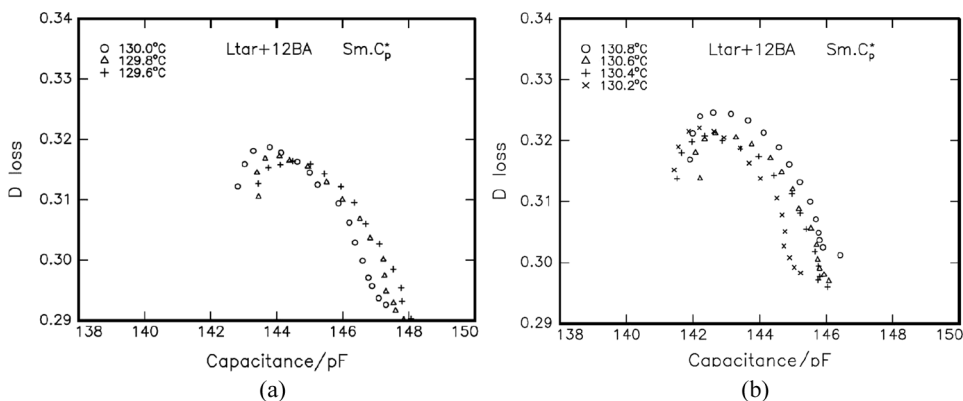 (a)
0.34
0.33
0.32
0.31
0.30
0.29
D loss
130.0°C
129.8°C
129.6°C
Ltar+12BA Sm.C*p
138 140 142 144 146 148 150
Capacitance/pF
(a)
(b)
0.34
0.33
0.32
0.31
0.30
0.29
D loss
130.8°C
130.6°C
130.4°C
130.2°C
Ltar+12BA Sm.C*p
138 140 142 144 146 148 150
Capacitance/pF
(b)